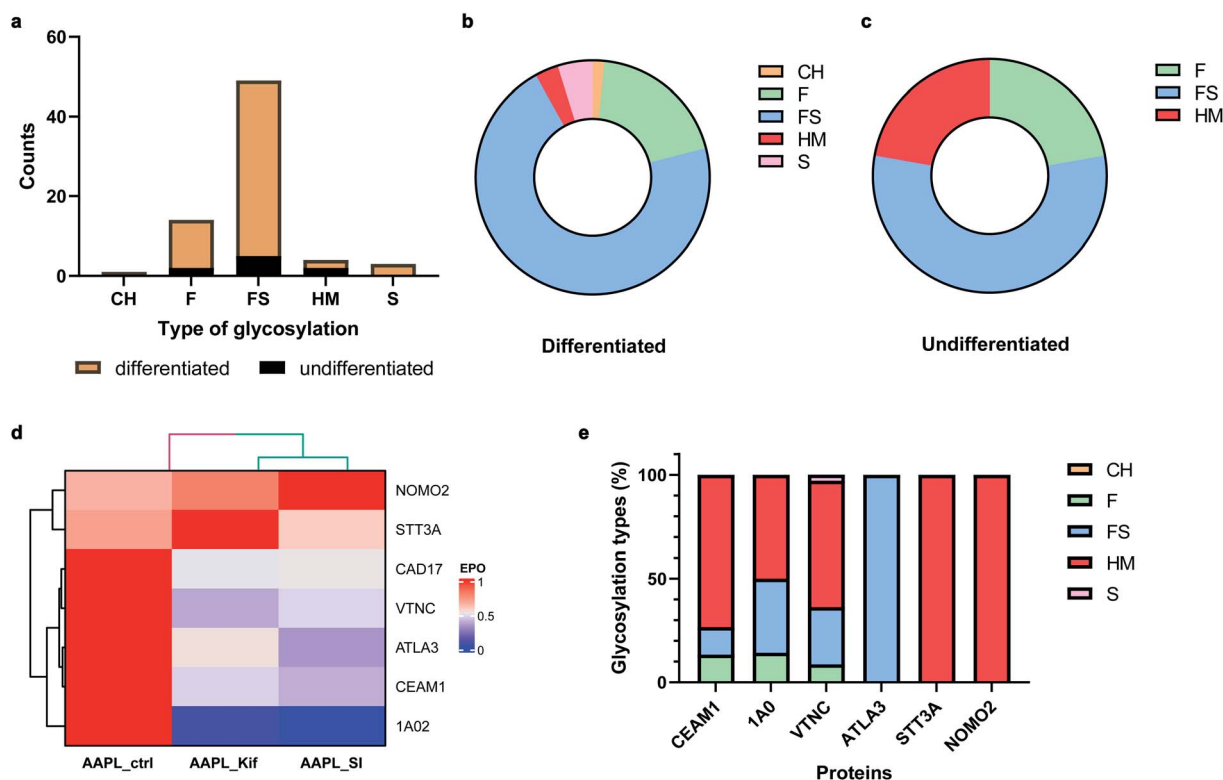 a
60
40
20
0
Counts
CH
F
FS
HM
S
Type of glycosylation
differentiated
undifferentiated
b
CH
F
FS
HM
S
Differentiated
c
F
FS
HM
Undifferentiated
d
NOMO2
STT3A
CAD17
VTNC
ATLA3
CEAM1
1A02
AAPL_ctrl
AAPL_Kif
AAPL_SI
EPO
1
0.5
0
e
100
50
0
Glycosylation types (%)
CEAM1
1A0
VTNC
ATLA3
STT3A
NOMO2
Proteins
CH
F
FS
HM
S